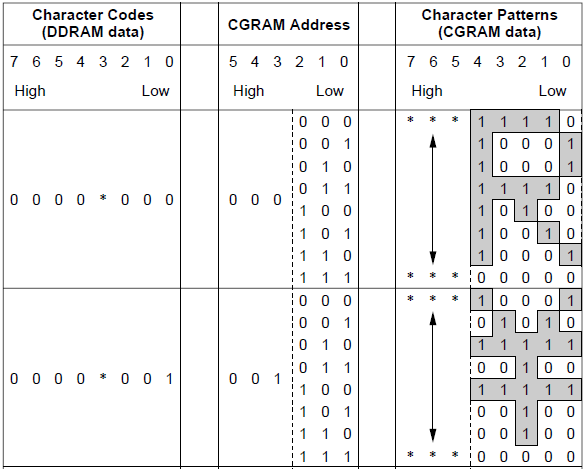 Character Codes
(DDRAM data)
CGRAM Address
Character Patterns
(CGRAM data)
7 6 5 4 3 2 1 0 5 4 3 2 1 0 7 6 5 4 3 2 1 0
High Low High Low High Low
0 0 0 * * * 1 1 1 1 0
0 0 1 1 0 0 0 1
0 1 0 1 0 0 0 1
0 1 1 1 1 1 1 0
0 0 0 0 * 0 0 0 0 0 0
1 0 0 1 0 1 0 0
1 0 1 1 0 0 1 0
1 1 0 1 0 0 0 1
1 1 1 * * * 0 0 0 0 0
0 0 0 * * * 1 0 0 0 1
0 0 1 0 1 0 1 0
0 1 0 1 1 1 1 1
0 1 1 0 0 1 0 0
0 0 0 0 * 0 0 1 0 0 1
1 0 0 1 1 1 1 1
1 0 1 0 0 1 0 0
1 1 0 0 0 1 0 0
1 1 1 * * * 0 0 0 0 0